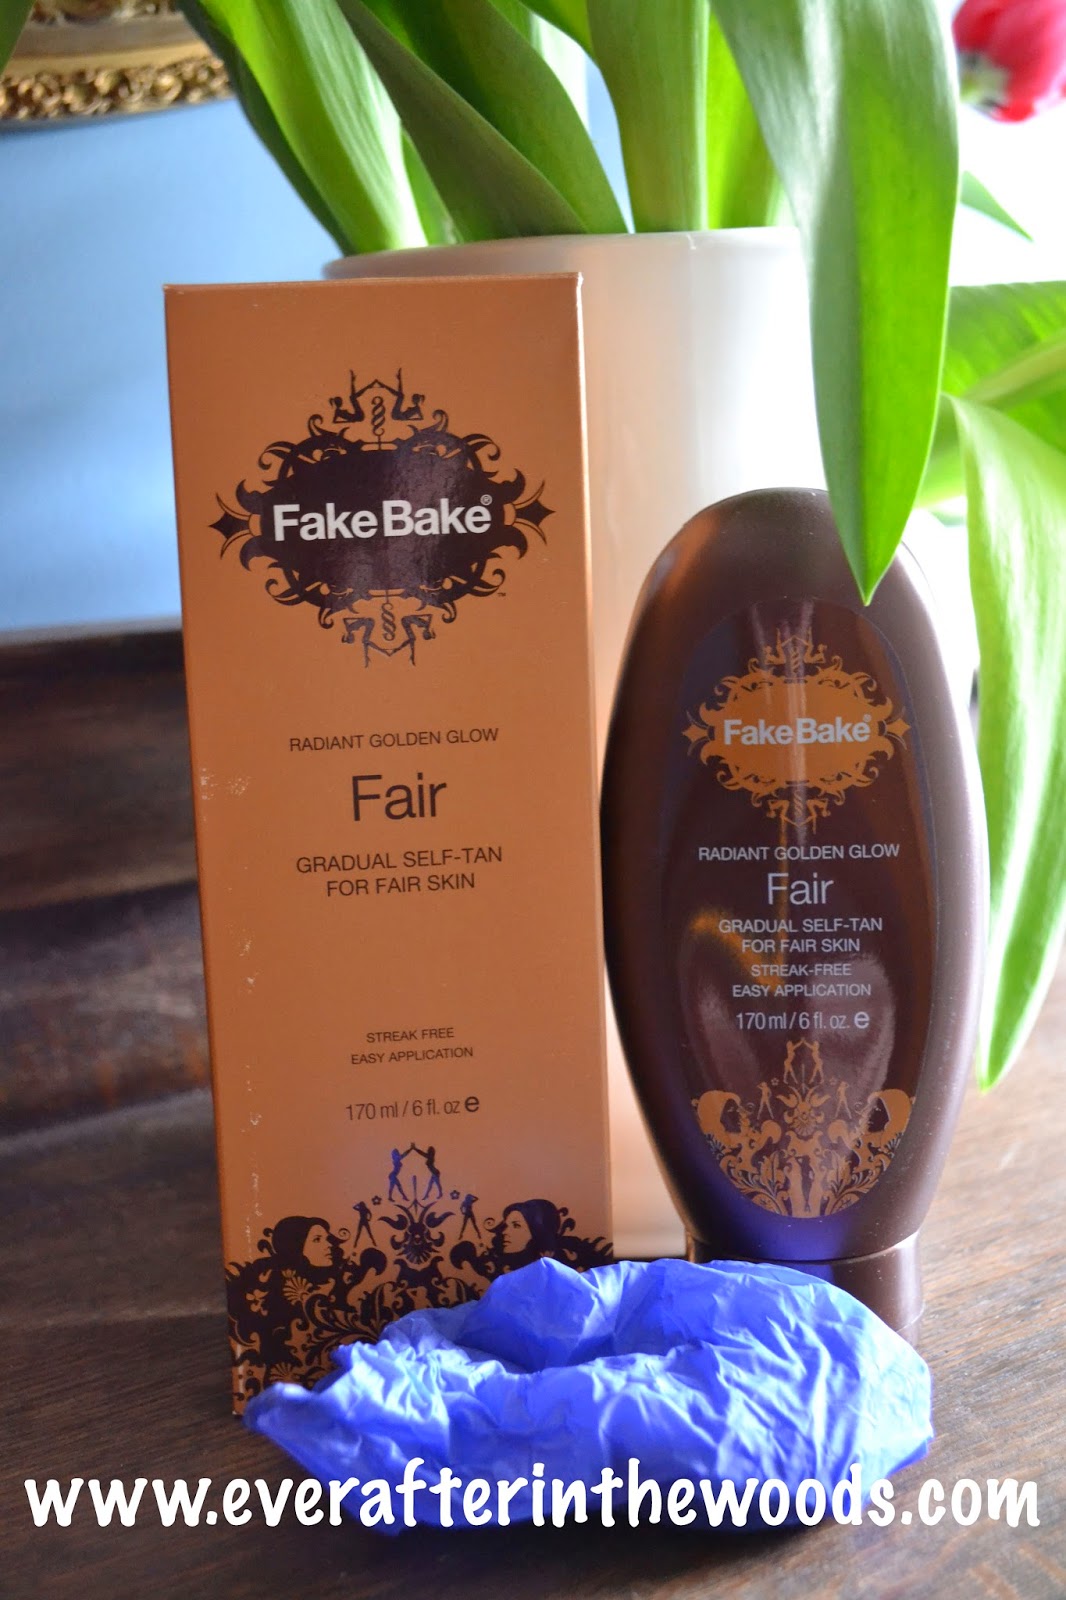 FakeBake®
RADIANT GOLDEN GLOW
Fair
GRADUAL SELF-TAN
FOR FAIR SKIN
STREAK FREE
EASY APPLICATION
170 ml / 6 fl. oz e
FakeBake®
RADIANT GOLDEN GLOW
Fair
GRADUAL SELF-TAN
FOR FAIR SKIN
STREAK-FREE
EASY APPLICATION
170 ml / 6 fl. oz. e
www.everafterinthewoods.com